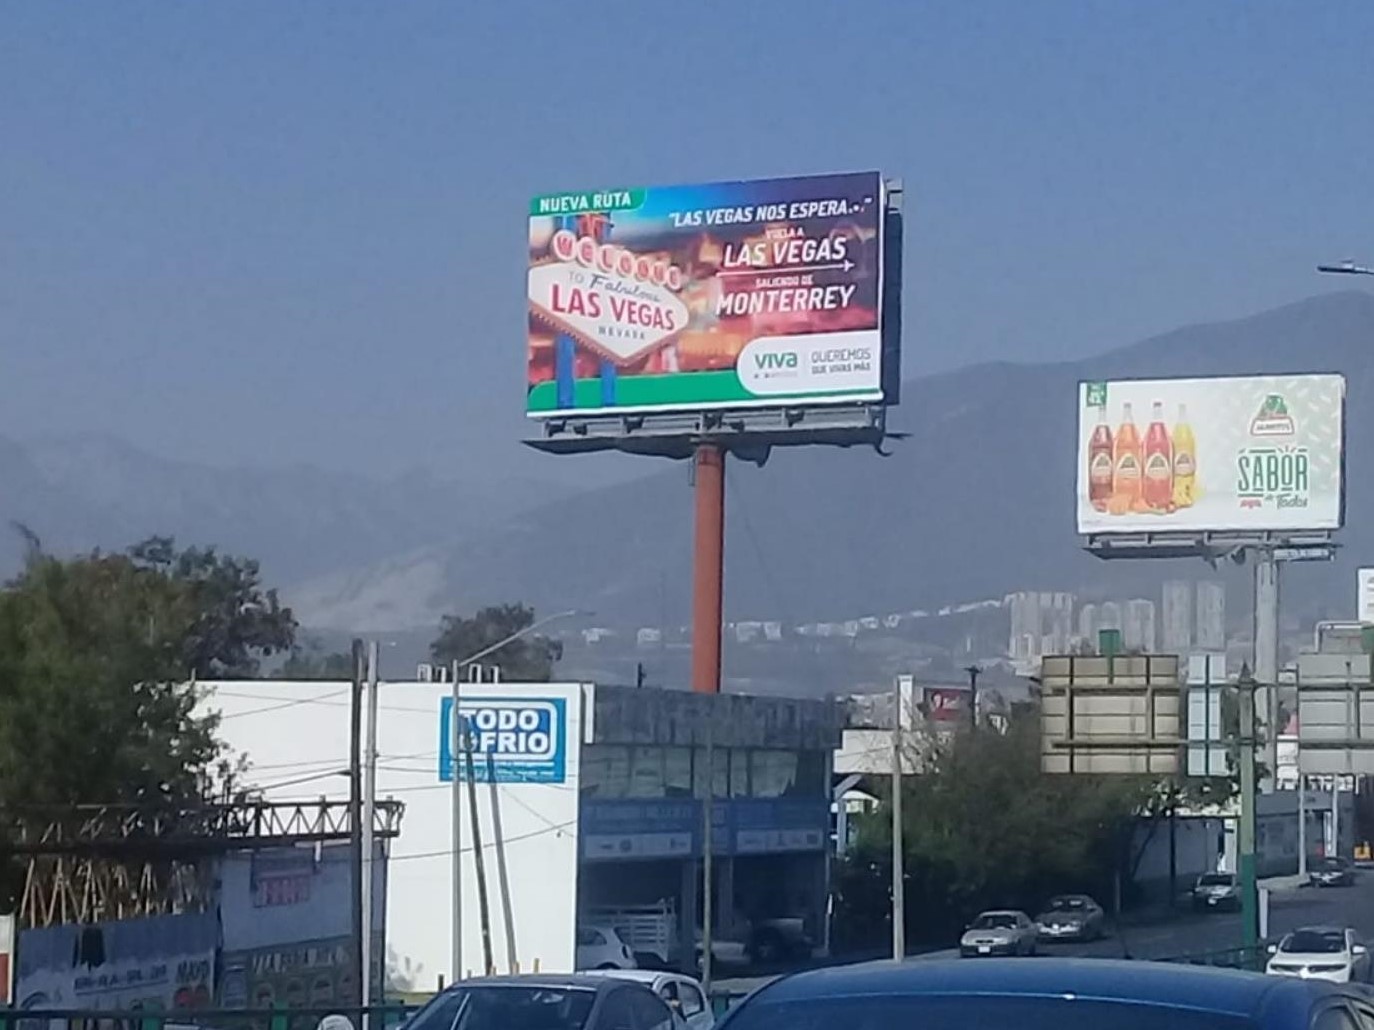 NUEVA RUTA
"LAS VEGAS NOS ESPERA..."
VUELA A
LAS VEGAS
SALIENDO DE
MONTERREY
WELCOME
TO Fabulous
LAS VEGAS
NEVADA
viva
QUEREMOS
QUE VIVAS MÁS
JARRITOS
SABOR
de Todos
TODO
FRIO